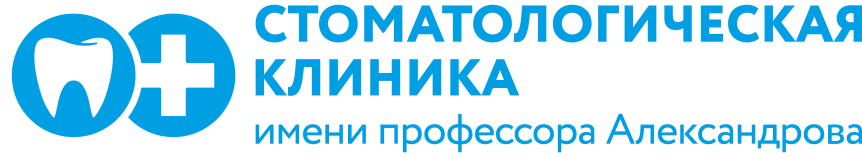 СТОМАТОЛОГИЧЕСКАЯ
КЛИНИКА
имени профессора Александрова